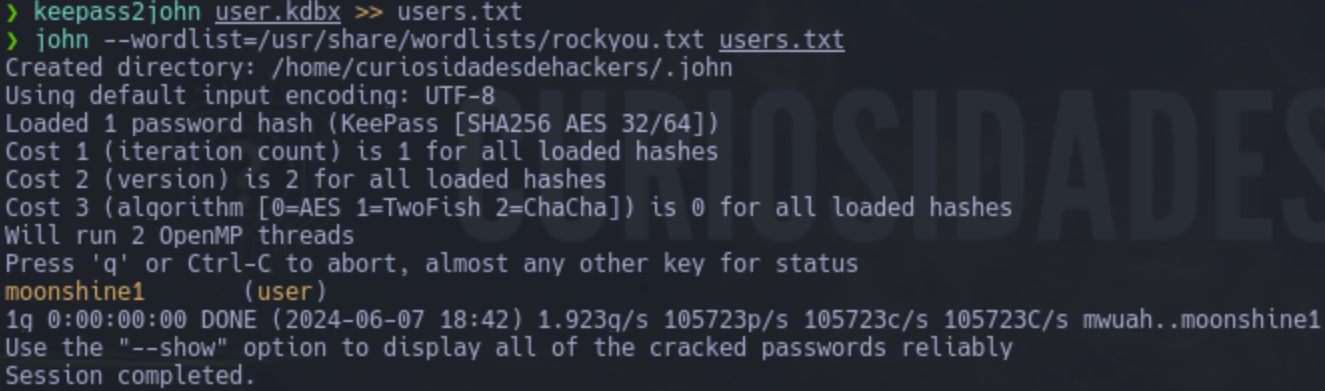 ❯ keepass2john user.kdbx >> users.txt
❯ john --wordlist=/usr/share/wordlists/rockyou.txt users.txt
Created directory: /home/curiosidadesdehackers/.john
Using default input encoding: UTF-8
Loaded 1 password hash (KeePass [SHA256 AES 32/64])
Cost 1 (iteration count) is 1 for all loaded hashes
Cost 2 (version) is 2 for all loaded hashes
Cost 3 (algorithm [0=AES 1=TwoFish 2=ChaCha]) is 0 for all loaded hashes
Will run 2 OpenMP threads
Press 'q' or Ctrl-C to abort, almost any other key for status
moonshine1       (user)
1g 0:00:00:00 DONE (2024-06-07 18:42) 1.923g/s 105723p/s 105723c/s 105723C/s mwuah..moonshine1
Use the "--show" option to display all of the cracked passwords reliably
Session completed.
CURIOSIDADES